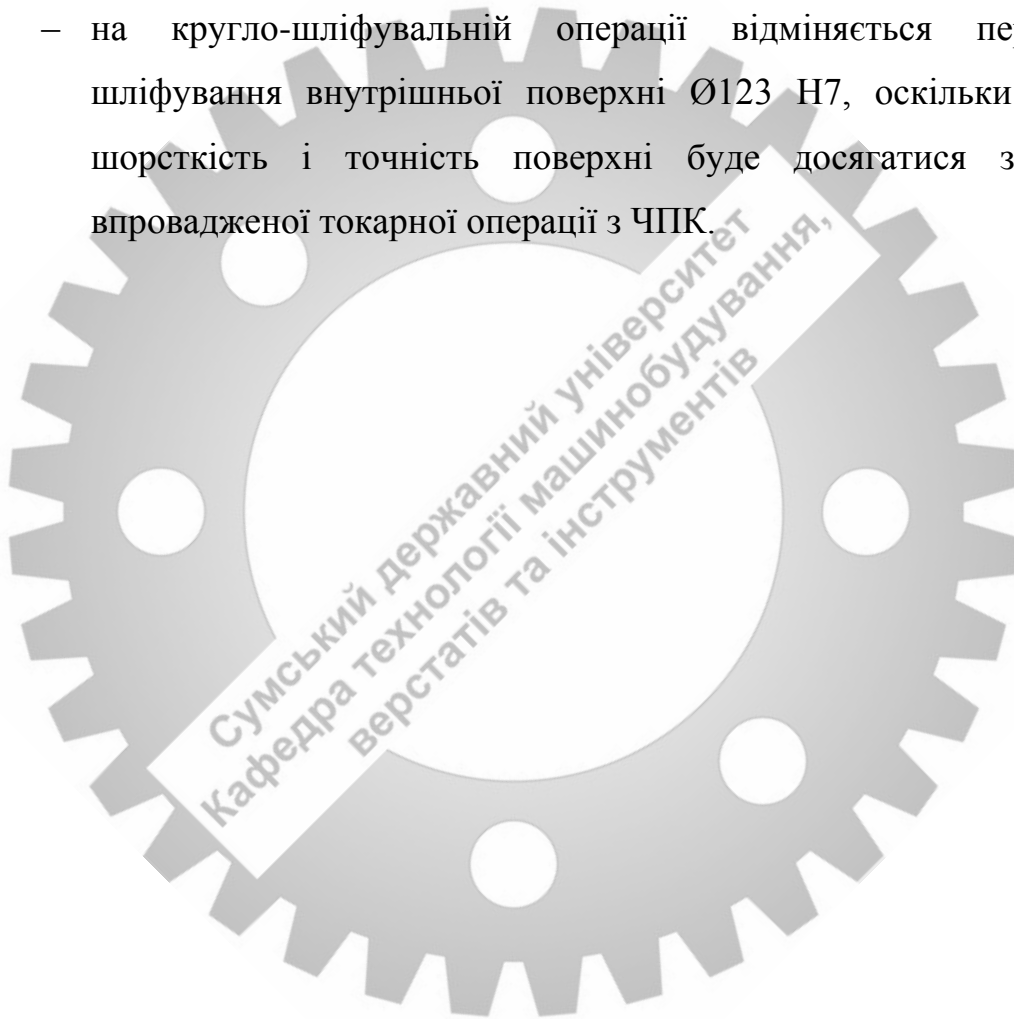 – на кругло-шліфувальній операції відміняється
шліфування внутрішньої поверхні Ø123 H7, оскільки
шорсткість і точність поверхні буде досягатися
впровадженої токарної операції з ЧПК.
Сумський державний університет
Кафедра технології машинобудування,
верстатів та інструментів